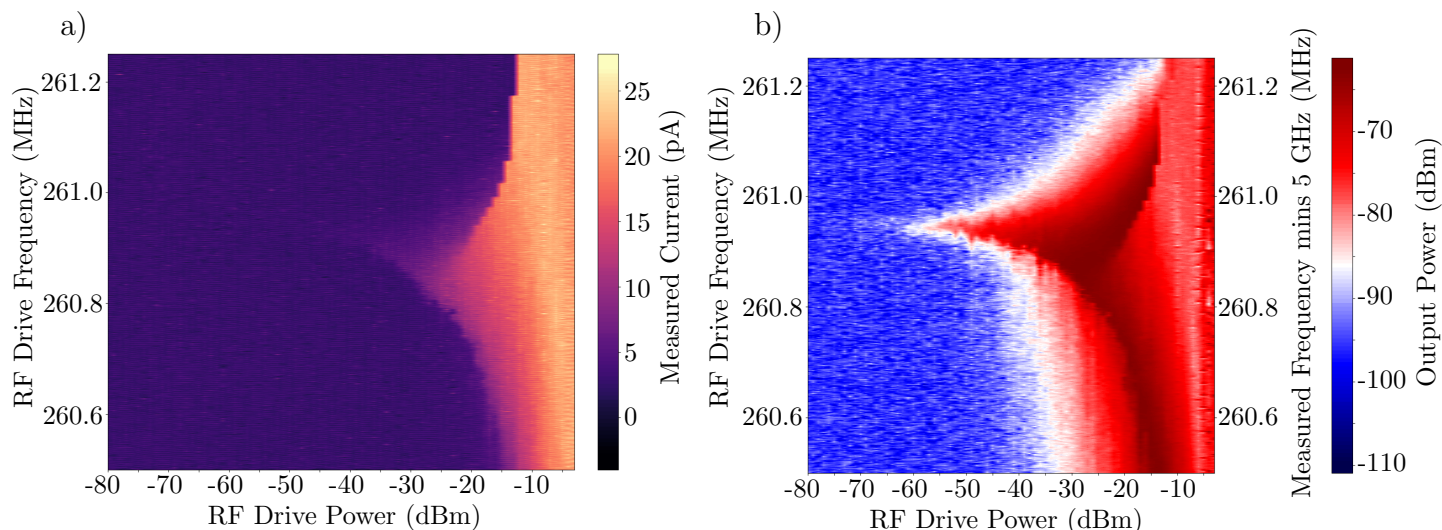 a)
RF Drive Frequency (MHz)
261.2
261.0
260.8
260.6
-80 -70 -60 -50 -40 -30 -20 -10
RF Drive Power (dBm)
25
20
15
10
5
0
Measured Current (pA)
b)
RF Drive Frequency (MHz)
261.2
261.0
260.8
260.6
-80 -70 -60 -50 -40 -30 -20 -10
RF Drive Power (dBm)
261.2
261.0
260.8
260.6
Measured Frequency mins 5 GHz (MHz)
-70
-80
-90
-100
-110
Output Power (dBm)